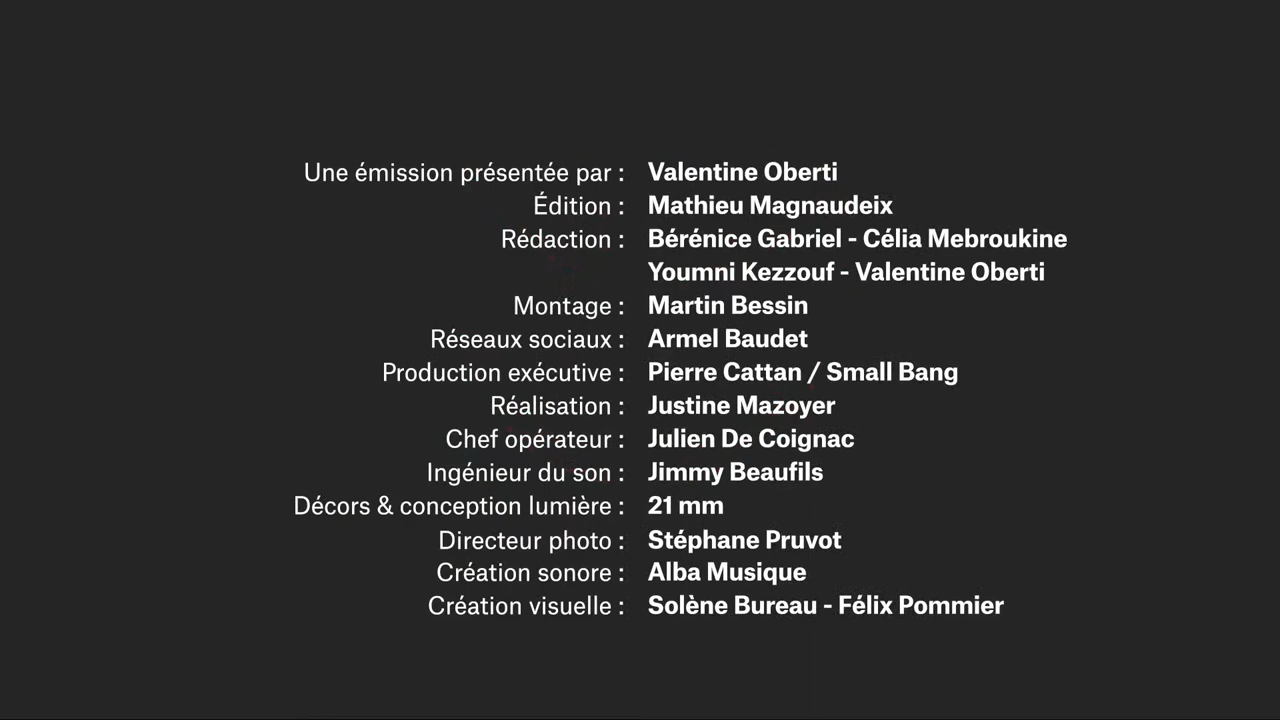 Une émission présentée par : Valentine Oberti
Édition : Mathieu Magnaudeix
Rédaction : Bérénice Gabriel - Célia Mebroukine
Youmni Kezzouf - Valentine Oberti
Montage : Martin Bessin
Réseaux sociaux : Armel Baudet
Production exécutive : Pierre Cattan / Small Bang
Réalisation : Justine Mazoyer
Chef opérateur : Julien De Coignac
Ingénieur du son : Jimmy Beaufils
Décors & conception lumière : 21 mm
Directeur photo : Stéphane Pruvot
Création sonore : Alba Musique
Création visuelle : Solène Bureau - Félix Pommier